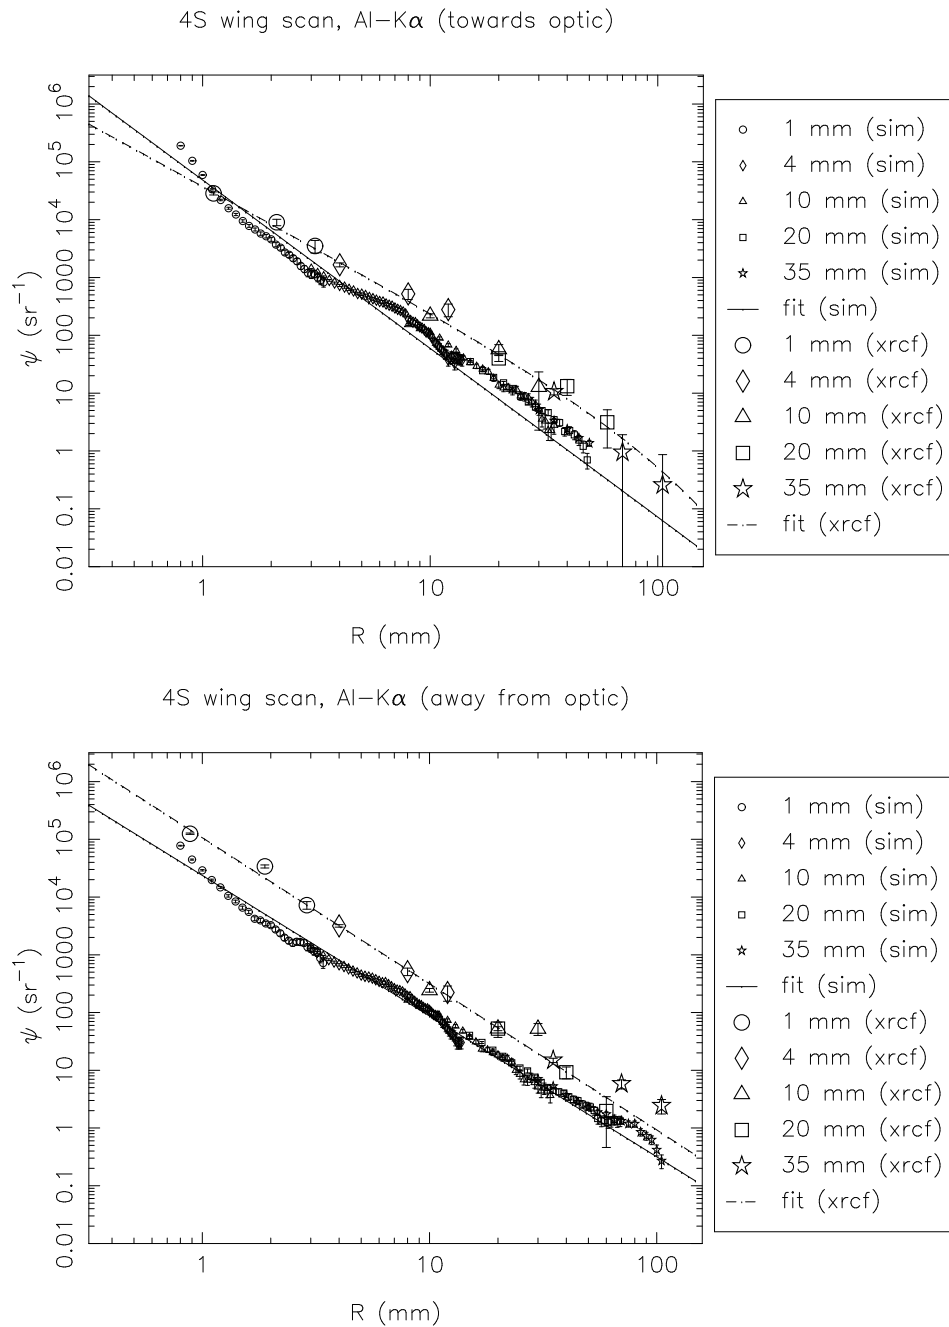 4S wing scan, Al-Kα (towards optic)
ψ (sr⁻¹)
10⁶
10⁵
10⁴
1000
100
10
1
0.1
0.01
1
10
100
R (mm)
1 mm (sim)
4 mm (sim)
10 mm (sim)
20 mm (sim)
35 mm (sim)
fit (sim)
1 mm (xrcf)
4 mm (xrcf)
10 mm (xrcf)
20 mm (xrcf)
35 mm (xrcf)
fit (xrcf)
4S wing scan, Al-Kα (away from optic)
ψ (sr⁻¹)
10⁶
10⁵
10⁴
1000
100
10
1
0.1
0.01
1
10
100
R (mm)
1 mm (sim)
4 mm (sim)
10 mm (sim)
20 mm (sim)
35 mm (sim)
fit (sim)
1 mm (xrcf)
4 mm (xrcf)
10 mm (xrcf)
20 mm (xrcf)
35 mm (xrcf)
fit (xrcf)